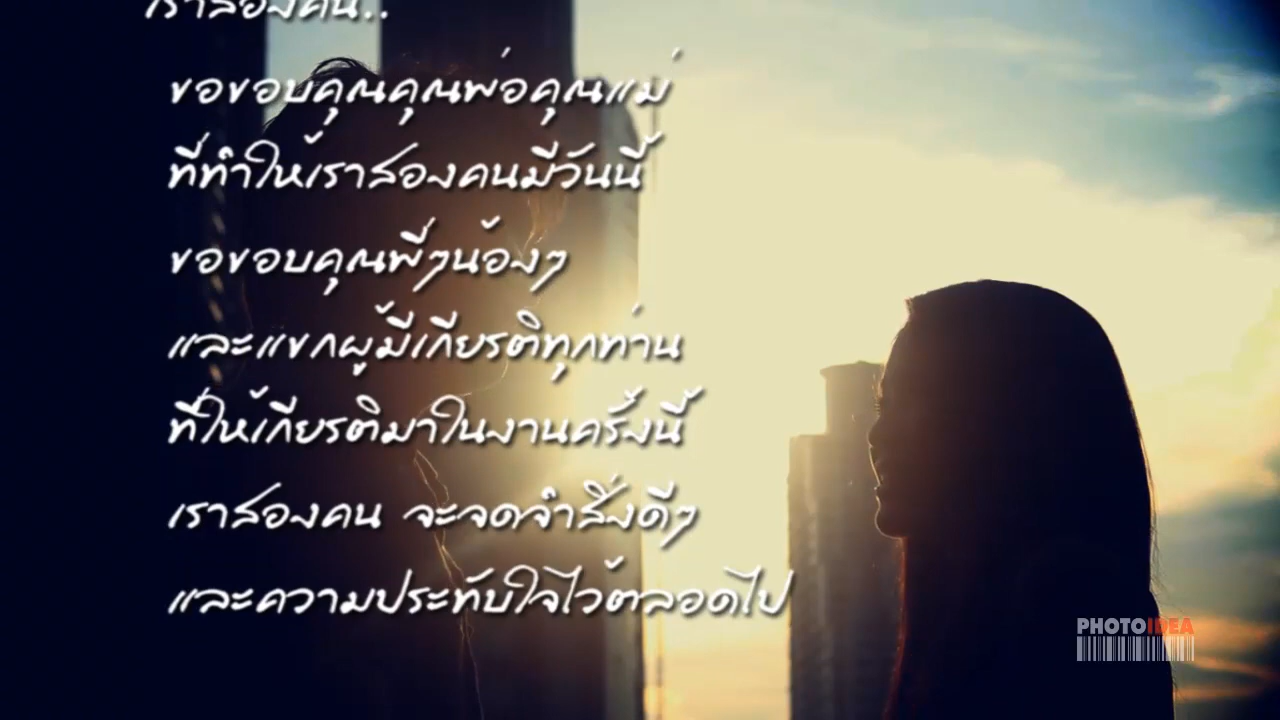 เราสองคน..
ขอขอบคุณคุณพ่อคุณแม่
ที่ทำให้เราสองคนมีวันนี้
ขอขอบคุณพี่ๆน้องๆ
และแขกผู้มีเกียรติทุกท่าน
ที่ให้เกียรติมาในงานครั้งนี้
เราสองคน จะจดจำสิ่งดีๆ
และความประทับใจไว้ตลอดไป
PHOTOIDEA